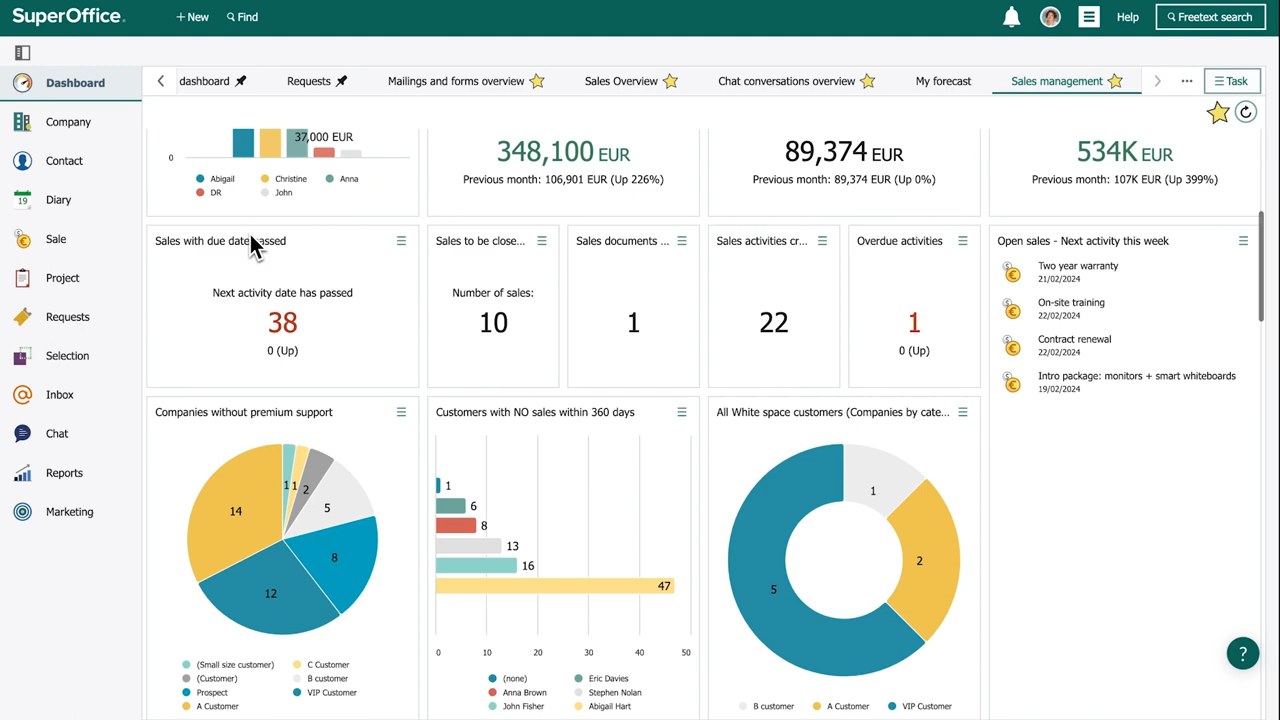 SuperOffice.
+ New
Find
Help
Freetext search
Dashboard
dashboard
Requests
Mailings and forms overview
Sales Overview
Chat conversations overview
My forecast
Sales management
Task
Company
Contact
Diary
19
Sale
Project
Requests
Selection
Inbox
Chat
Reports
Marketing
37,000 EUR
0
Abigail
Christine
Anna
DR
John
348,100 EUR
Previous month: 106,901 EUR (Up 226%)
89,374 EUR
Previous month: 89,374 EUR (Up 0%)
534K EUR
Previous month: 107K EUR (Up 399%)
Sales with due date passed
Next activity date has passed
38
0 (Up)
Sales to be close...
Number of sales:
10
Sales documents ...
1
Sales activities cr...
22
Overdue activities
1
0 (Up)
Open sales - Next activity this week
Two year warranty
21/02/2024
On-site training
22/02/2024
Contract renewal
22/02/2024
Intro package: monitors + smart whiteboards
19/02/2024
Companies without premium support
1
1
2
5
8
12
14
(Small size customer)
C Customer
(Customer)
B customer
Prospect
VIP Customer
A Customer
Customers with NO sales within 360 days
1
6
8
13
16
47
0 10 20 30 40 50
(none)
Eric Davies
Anna Brown
Stephen Nolan
John Fisher
Abigail Hart
All White space customers (Companies by cate...
1
2
5
B customer
A Customer
VIP Customer
?